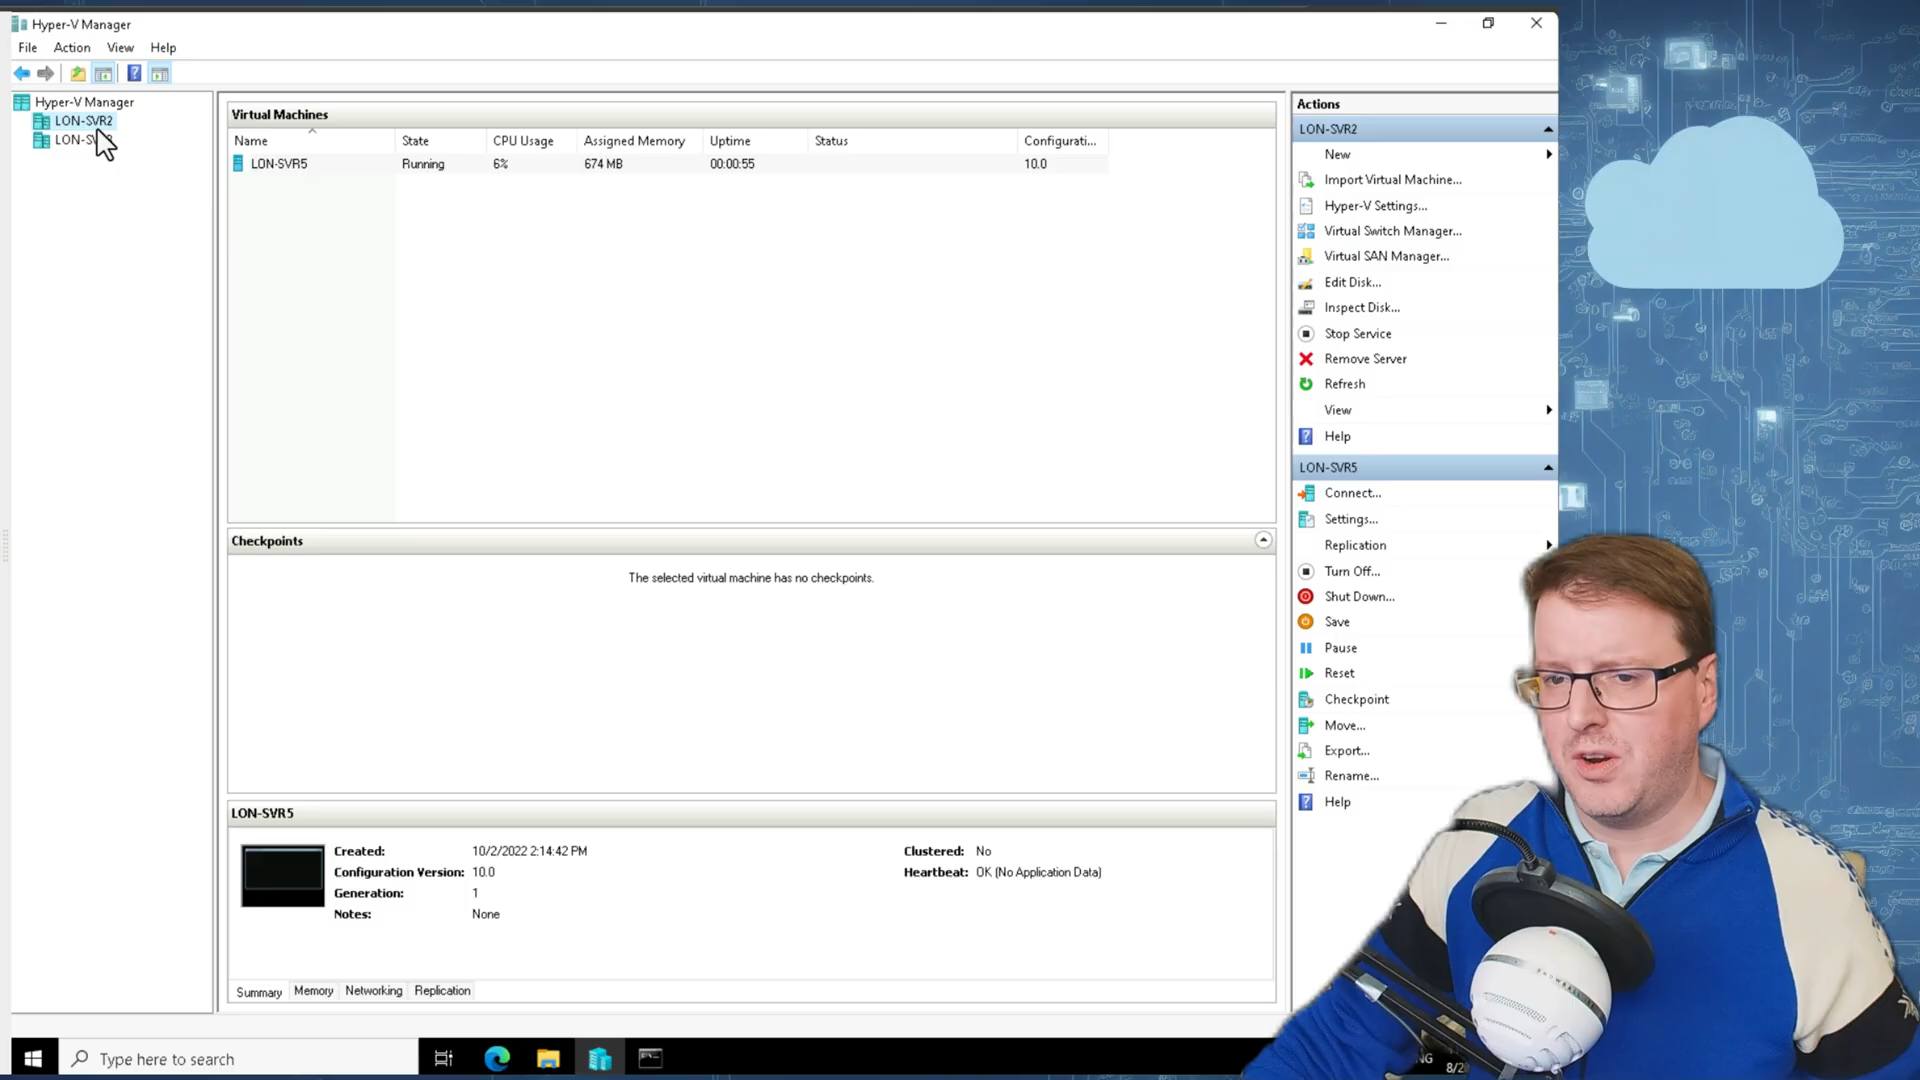 Hyper-V Manager
File Action View Help
Hyper-V Manager
LON-SVR2
Virtual Machines
Name State CPU Usage Assigned Memory Uptime Status Configurati...
LON-SVR5 Running 6% 674 MB 00:00:55 10.0
Checkpoints
The selected virtual machine has no checkpoints.
LON-SVR5
Created: 10/2/2022 2:14:42 PM Clustered: No
Configuration Version: 10.0 Heartbeat: OK (No Application Data)
Generation: 1
Notes: None
Summary Memory Networking Replication
Actions
LON-SVR2
New
Import Virtual Machine...
Hyper-V Settings...
Virtual Switch Manager...
Virtual SAN Manager...
Edit Disk...
Inspect Disk...
Stop Service
Remove Server
Refresh
View
Help
LON-SVR5
Connect...
Settings...
Replication
Turn Off...
Shut Down...
Save
Pause
Reset
Checkpoint
Move...
Export...
Rename...
Help
Type here to search